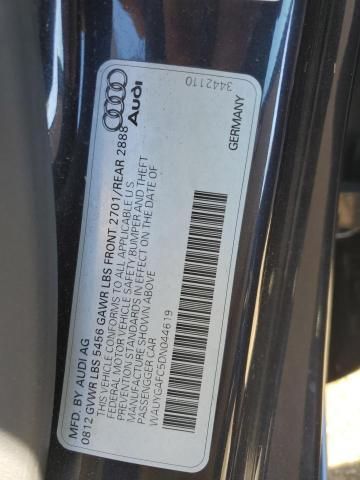 MFD. BY AUDI AG
0812 GVWR LBS 5456 GAWR LBS FRONT 2701/REAR 2888
THIS VEHICLE CONFORMS TO ALL APPLICABLE U.S
FEDERAL MOTOR VEHICLE SAFETY BUMPER AND THEFT
PREVENTION STANDARDS IN EFFECT ON THE DATE OF
MANUFACTURE SHOWN ABOVE
PASSENGGER CAR
WAUYGAFC5DN044619
Audi
GERMANY
3442110